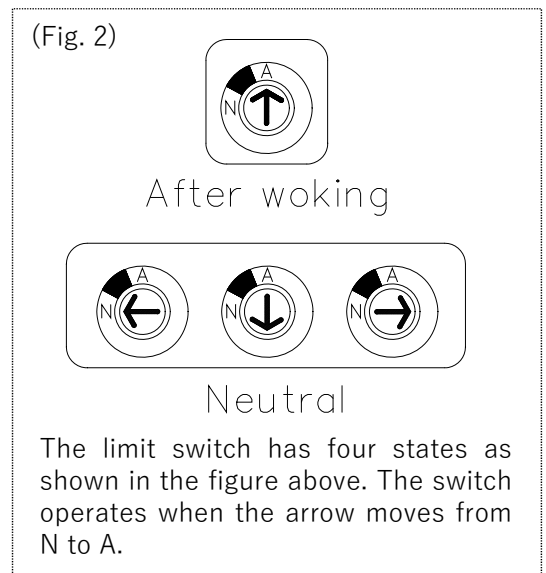 (Fig. 2)
A
N
After woking
A A A
N N N
Neutral
The limit switch has four states as
shown in the figure above. The switch
operates when the arrow moves from
N to A.